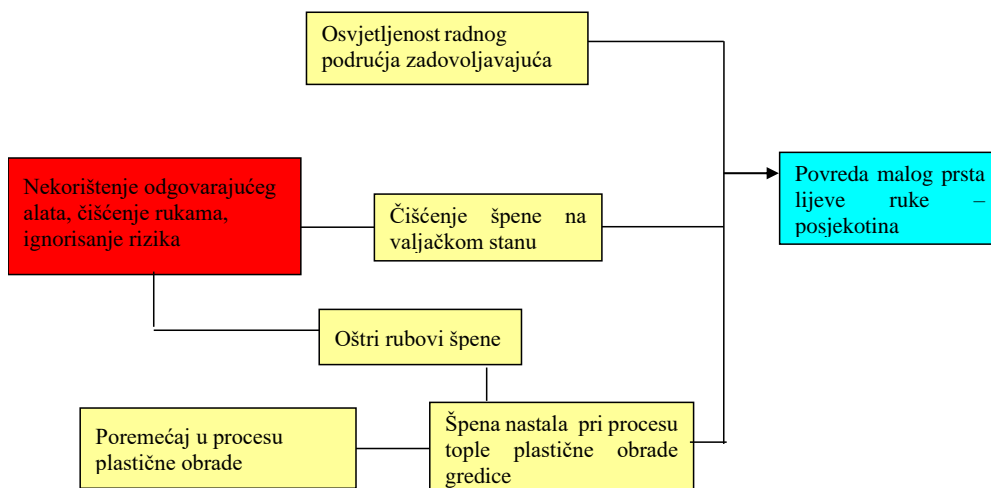 Osvjetljenost radnog
područja zadovoljavajuća
Nekorištenje odgovarajućeg
alata, čišćenje rukama,
ignorisanje rizika
Čišćenje špene na
valjačkom stanu
Povreda malog prsta
lijeve ruke –
posjekotina
Oštri rubovi špene
Poremećaj u procesu
plastične obrade
Špena nastala pri procesu
tople plastične obrade
gredice